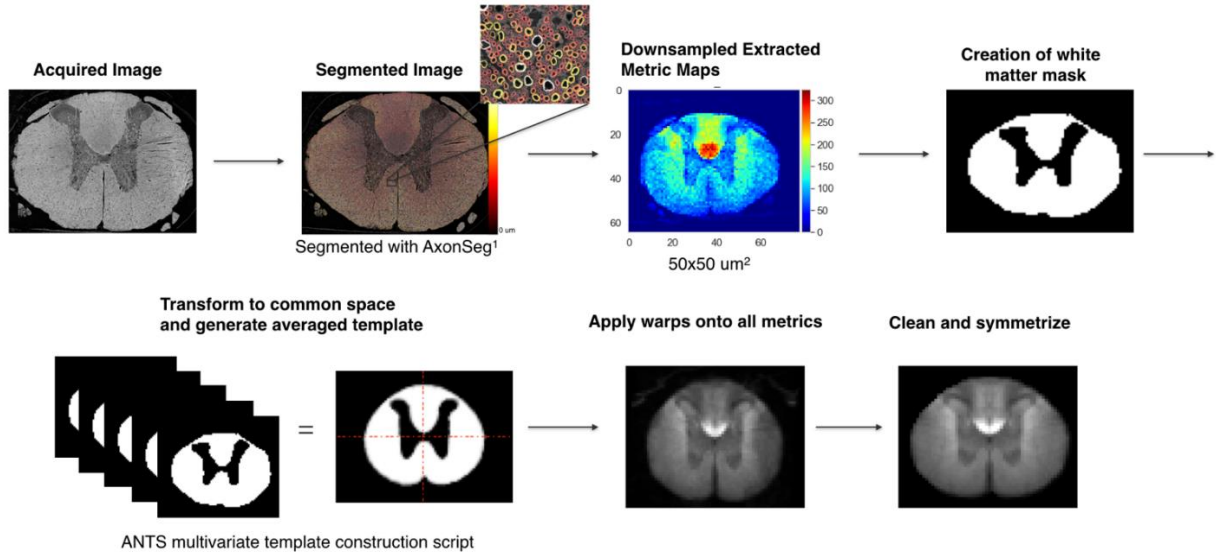 Acquired Image
Segmented Image
0 um
Segmented with AxonSeg¹
Downsampled Extracted
Metric Maps
0
20
40
60
0
20
40
60
300
250
200
150
100
50
0
50x50 um²
Creation of white
matter mask
Transform to common space
and generate averaged template
=
ANTS multivariate template construction script
Apply warps onto all metrics
Clean and symmetrize